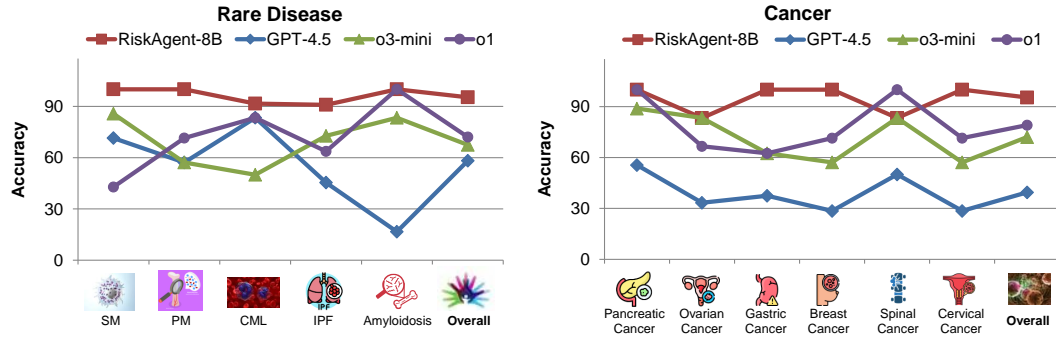 Rare Disease
RiskAgent-8B GPT-4.5 o3-mini o1
Accuracy
90
60
30
0
SM PM CML IPF Amyloidosis Overall
IPF
Cancer
RiskAgent-8B GPT-4.5 o3-mini o1
Accuracy
90
60
30
0
Pancreatic Ovarian Gastric Breast Spinal Cervical Overall
Cancer Cancer Cancer Cancer Cancer Cancer